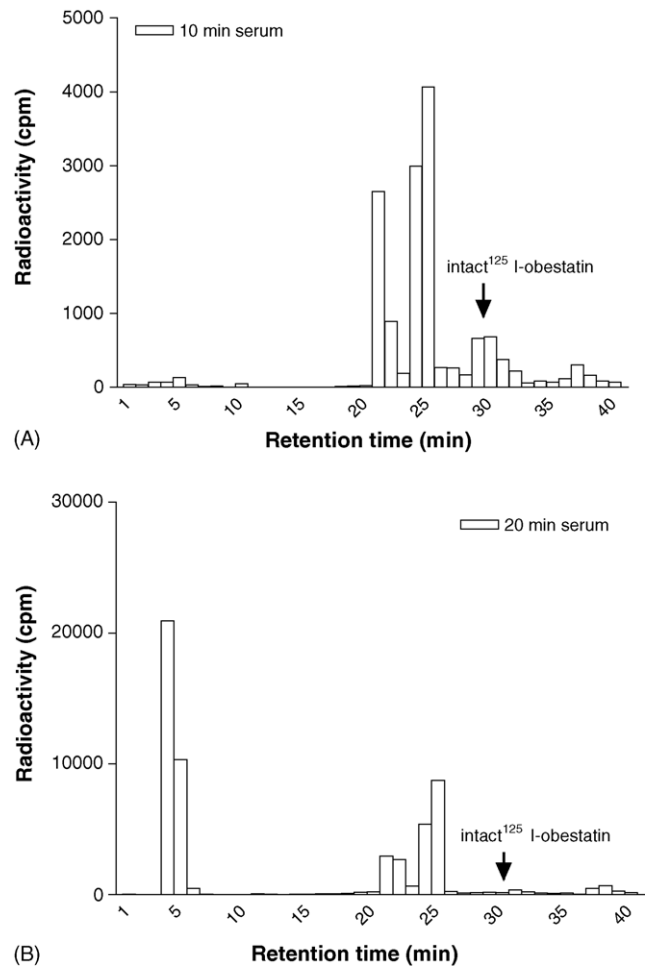 10 min serum
Radioactivity (cpm)
5000
4000
3000
2000
1000
0
intact¹²⁵ I-obestatin
1 5 10 15 20 25 30 35 40
Retention time (min)
(A)
20 min serum
Radioactivity (cpm)
30000
20000
10000
0
intact¹²⁵ I-obestatin
1 5 10 15 20 25 30 35 40
Retention time (min)
(B)